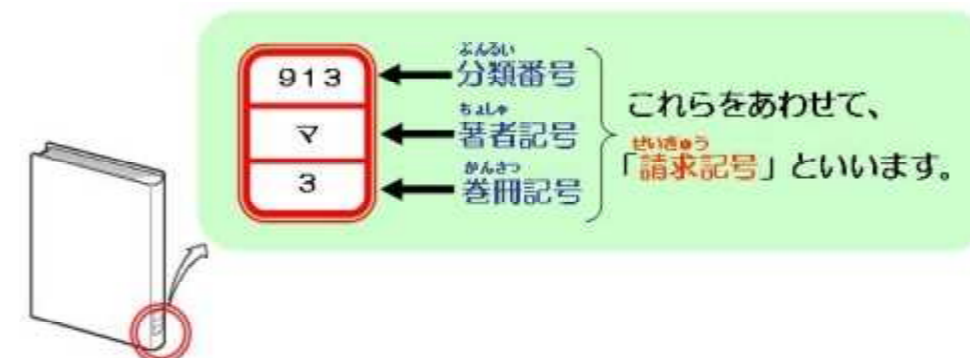 913
ぶんるい
分類番号
マ
ちょしゃ
著者記号
3
かんさつ
巻冊記号
これらをあわせて、
せいきゅう
「請求記号」といいます。